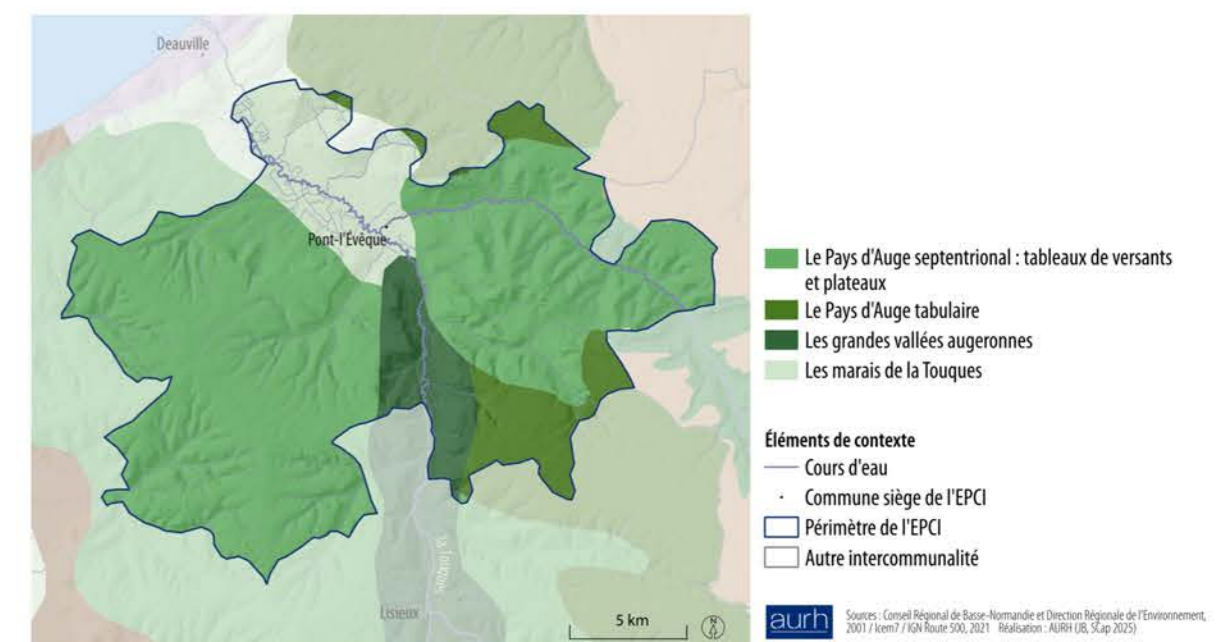 Deauville
Pont-l'Évêque
Lisieux
La Touques
5 km
N
Le Pays d'Auge septentrional : tableaux de versants
et plateaux
Le Pays d'Auge tabulaire
Les grandes vallées augeronnes
Les marais de la Touques
Éléments de contexte
Cours d'eau
Commune siège de l'EPCI
Périmètre de l'EPCI
Autre intercommunalité
aurh
Sources : Conseil Régional de Basse-Normandie et Direction Régionale de l'Environnement,
2001 / Icem7 / IGN Route 500, 2021 Réalisation : AURH (JB, SCap 2025)